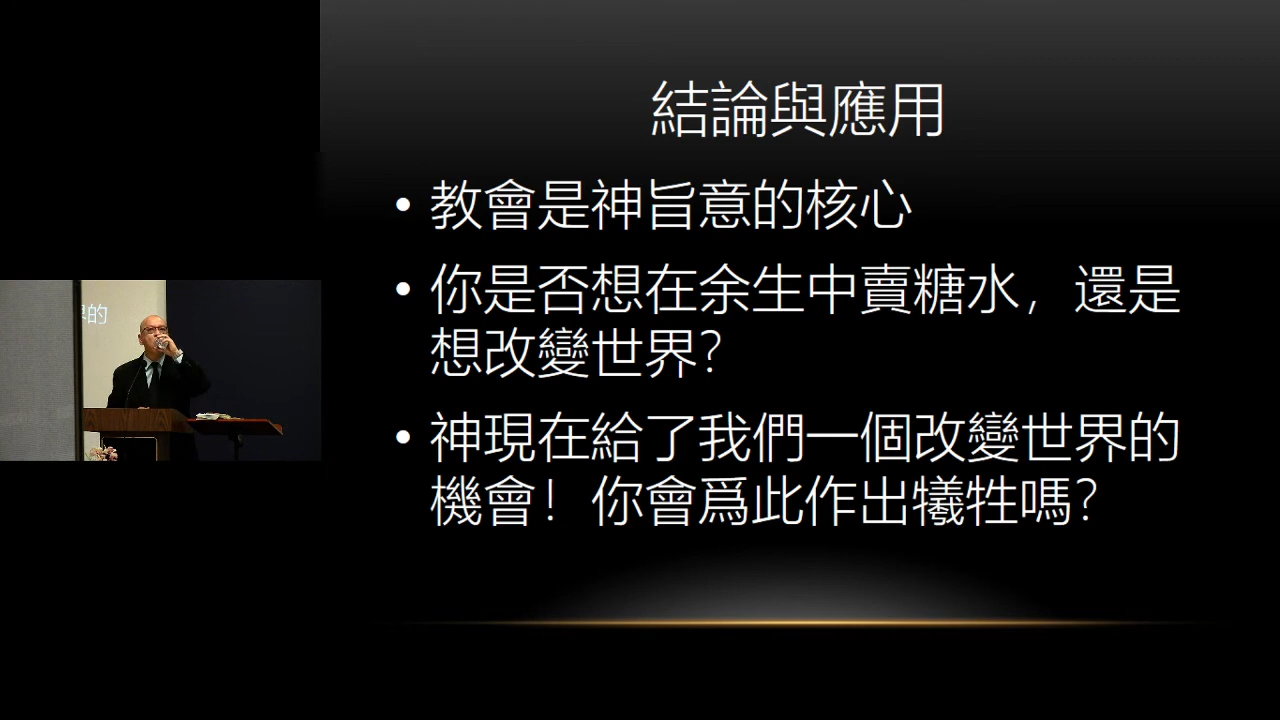 結論與應用
• 教會是神旨意的核心
• 你是否想在余生中賣糖水，還是
想改變世界？
• 神現在給了我們一個改變世界的
機會！你會爲此作出犧牲嗎？
的